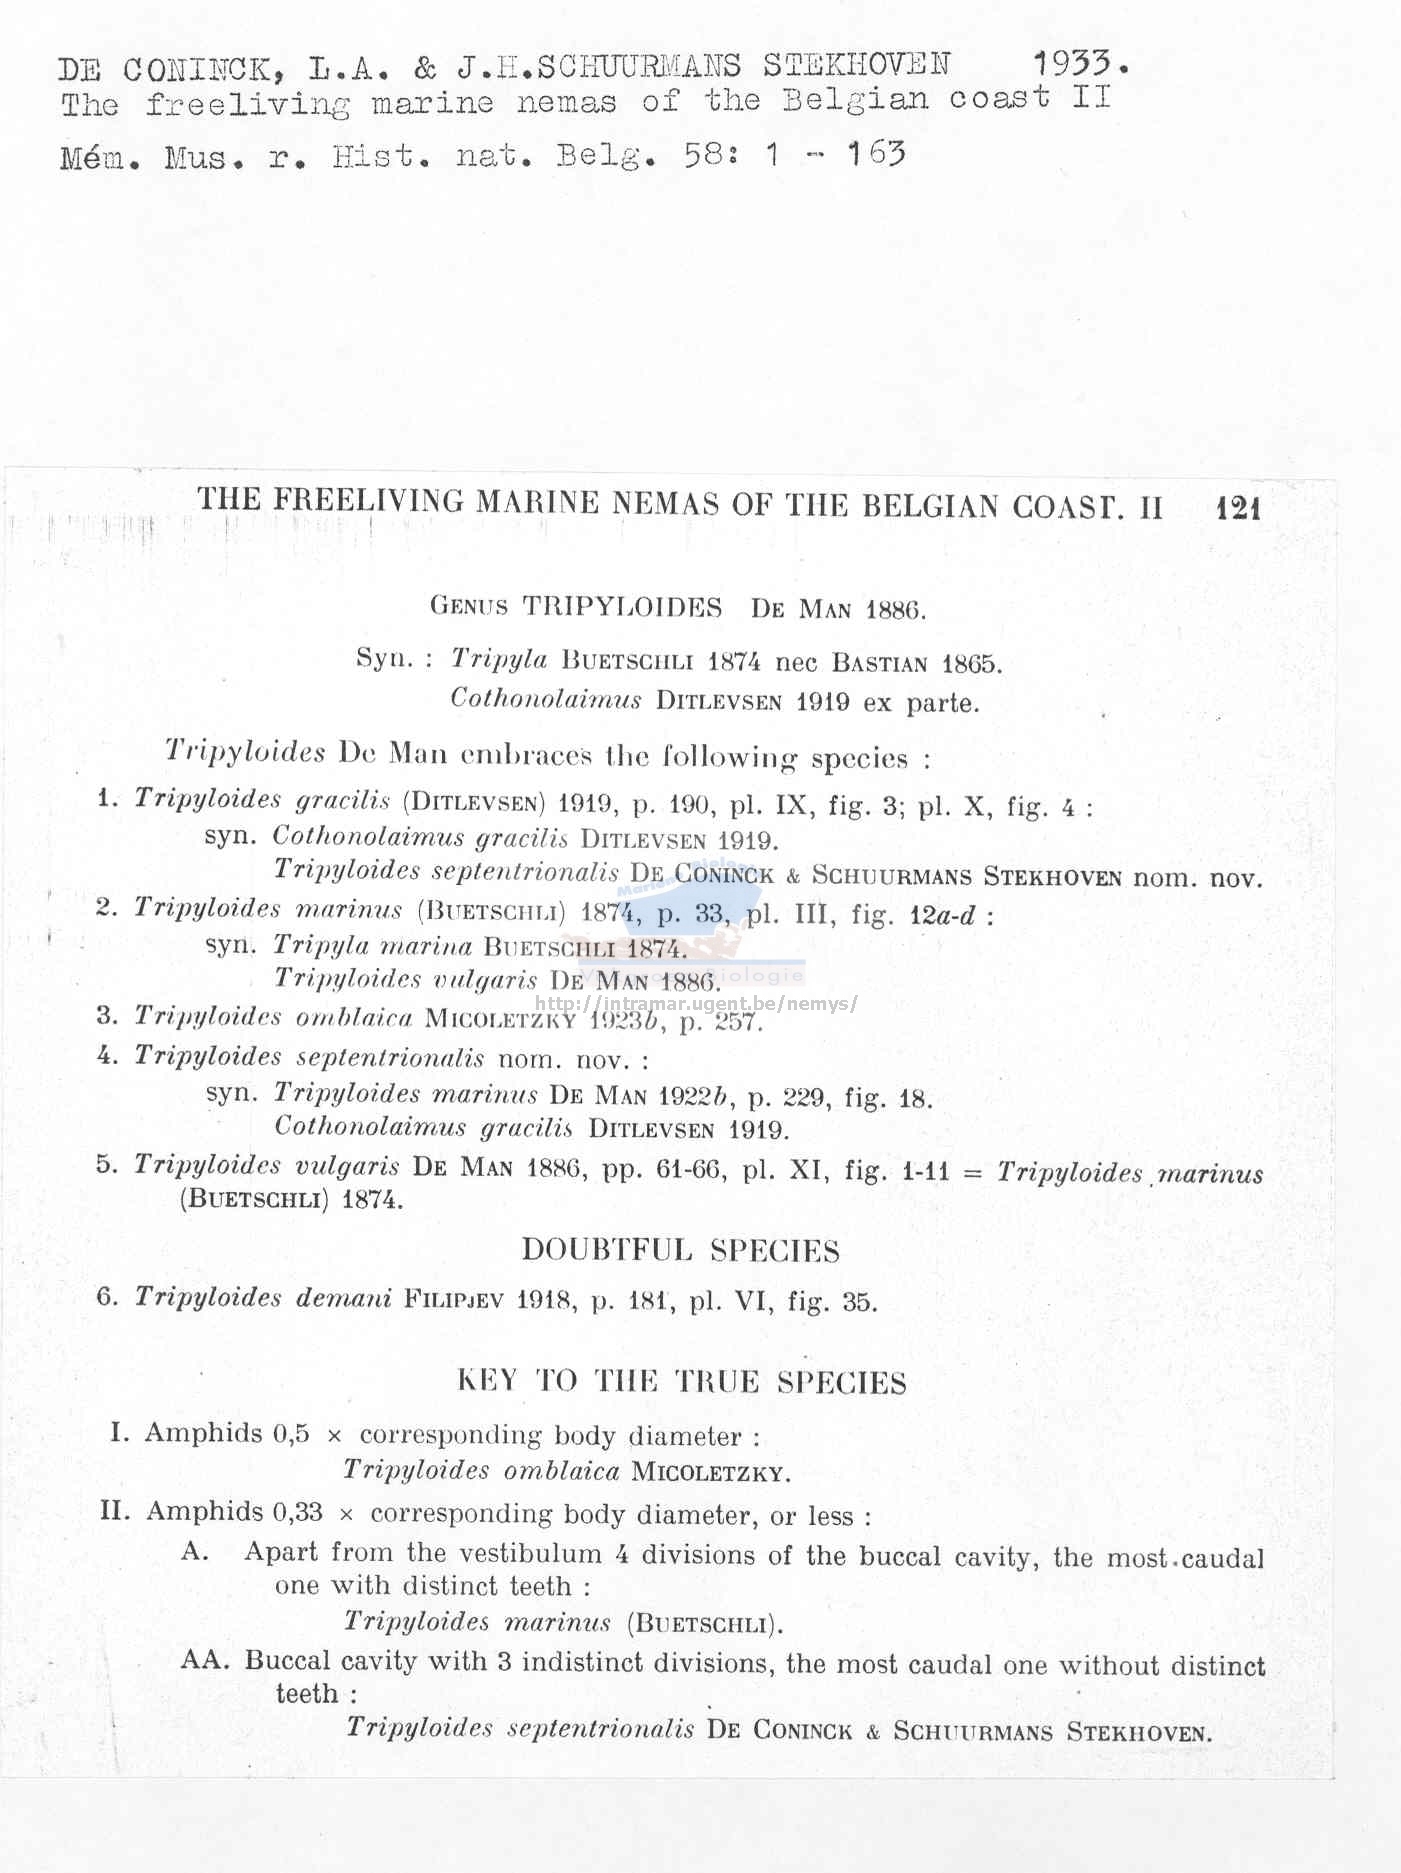 DE CONINCK, L.A. & J.H.SCHUURMANS STEKHOVEN 1933.
The freeliving marine nemas of the Belgian coast II
Mém. Mus. r. Hist. nat. Belg. 58: 1 - 163
THE FREELIVING MARINE NEMAS OF THE BELGIAN COAST. II 121
GENUS TRIPYLOIDES DE MAN 1886.
Syn. : Tripyla BUETSCHLI 1874 nec BASTIAN 1865.
Cothonolaimus DITLEVSEN 1919 ex parte.
Tripyloides De Man embraces the following species :
1. Tripyloides gracilis (DITLEVSEN) 1919, p. 190, pl. IX, fig. 3; pl. X, fig. 4 :
syn. Cothonolaimus gracilis DITLEVSEN 1919.
Tripyloides septentrionalis DE CONINCK & SCHUURMANS STEKHOVEN nom. nov.
2. Tripyloides marinus (BUETSCHLI) 1874, p. 33, pl. III, fig. 12a-d :
syn. Tripyla marina BUETSCHLI 1874.
Tripyloides vulgaris DE MAN 1886.
http://intramar.ugent.be/nemys/
3. Tripyloides omblaica MICOLETZKY 1923b, p. 257.
4. Tripyloides septentrionalis nom. nov. :
syn. Tripyloides marinus DE MAN 1922b, p. 229, fig. 18.
Cothonolaimus gracilis DITLEVSEN 1919.
5. Tripyloides vulgaris DE MAN 1886, pp. 61-66, pl. XI, fig. 1-11 = Tripyloides marinus
(BUETSCHLI) 1874.
DOUBTFUL SPECIES
6. Tripyloides demani FILIPJEV 1918, p. 181, pl. VI, fig. 35.
KEY TO THE TRUE SPECIES
I. Amphids 0,5 × corresponding body diameter :
Tripyloides omblaica MICOLETZKY.
II. Amphids 0,33 × corresponding body diameter, or less :
A. Apart from the vestibulum 4 divisions of the buccal cavity, the most caudal
one with distinct teeth :
Tripyloides marinus (BUETSCHLI).
AA. Buccal cavity with 3 indistinct divisions, the most caudal one without distinct
teeth :
Tripyloides septentrionalis DE CONINCK & SCHUURMANS STEKHOVEN.